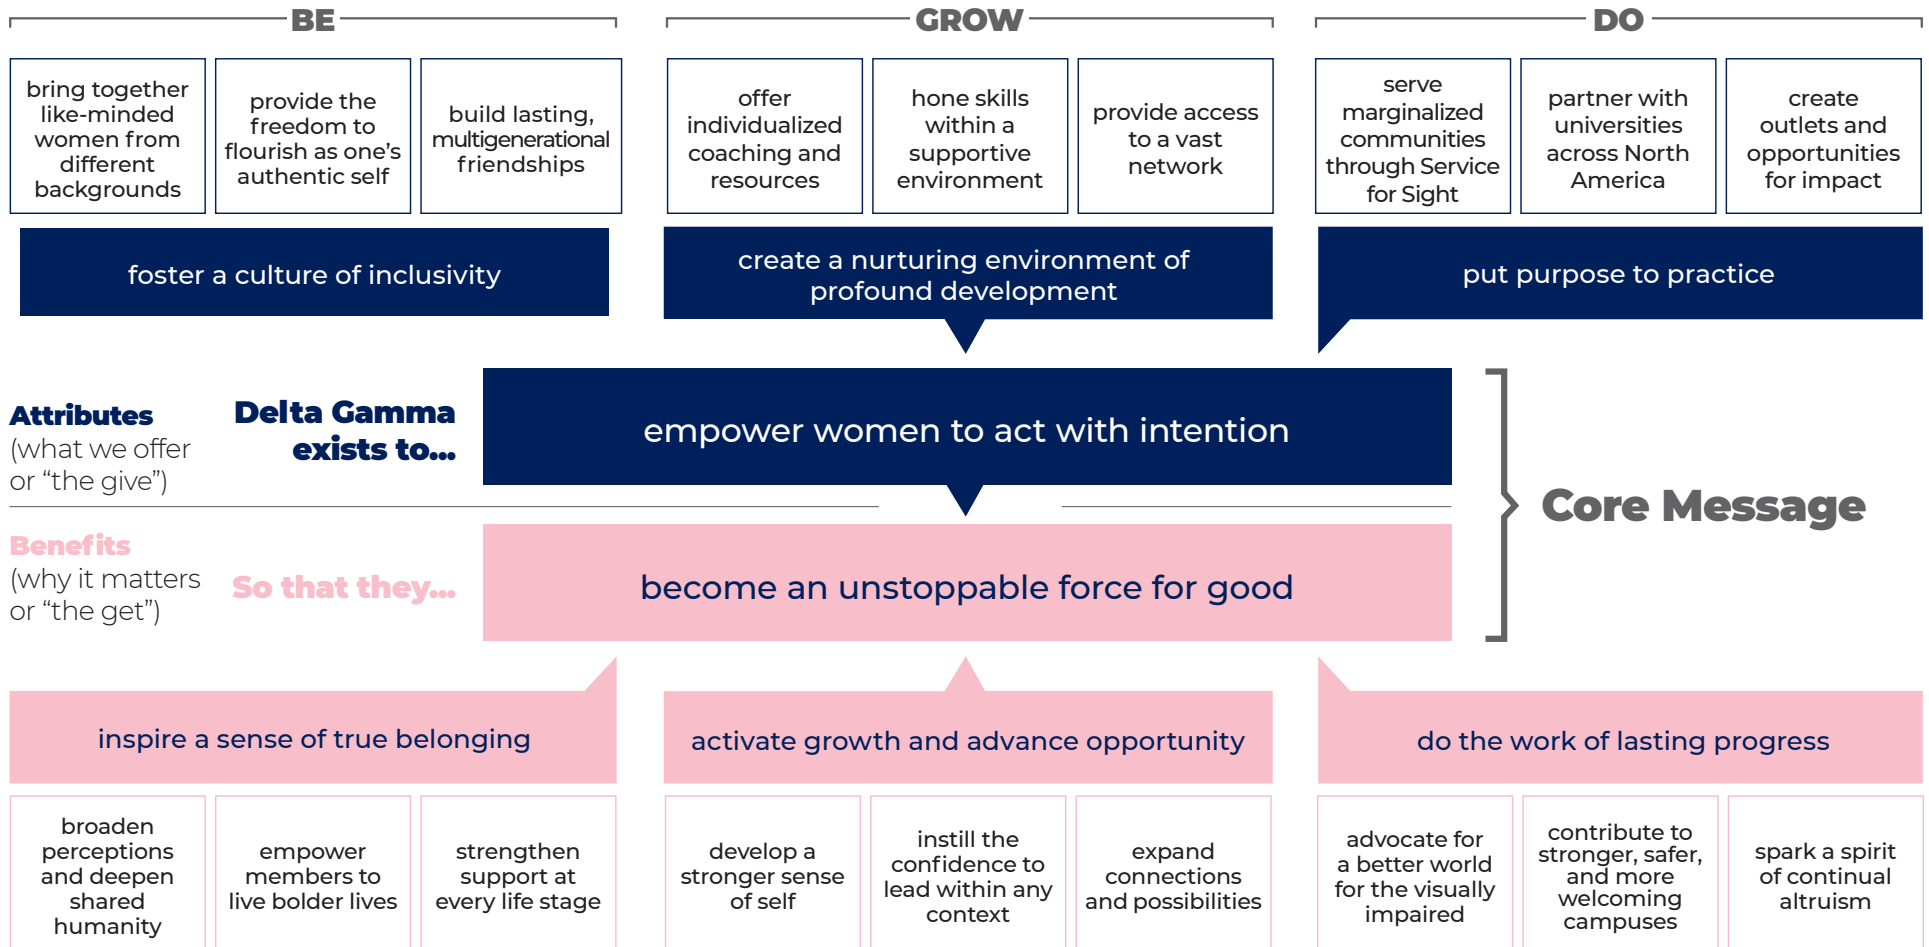 BE
GROW
DO
bring together
like-minded
women from
different
backgrounds
provide the
freedom to
flourish as one’s
authentic self
build lasting,
multigenerational
friendships
offer
individualized
coaching and
resources
hone skills
within a
supportive
environment
provide access
to a vast
network
serve
marginalized
communities
through Service
for Sight
partner with
universities
across North
America
create
outlets and
opportunities
for impact
foster a culture of inclusivity
create a nurturing environment of
profound development
put purpose to practice
Attributes
(what we offer
or “the give”)
Delta Gamma
exists to...
empower women to act with intention
Core Message
Benefits
(why it matters
or “the get”)
So that they...
become an unstoppable force for good
inspire a sense of true belonging
activate growth and advance opportunity
do the work of lasting progress
broaden
perceptions
and deepen
shared
humanity
empower
members to
live bolder lives
strengthen
support at
every life stage
develop a
stronger sense
of self
instill the
confidence to
lead within any
context
expand
connections
and possibilities
advocate for
a better world
for the visually
impaired
contribute to
stronger, safer,
and more
welcoming
campuses
spark a spirit
of continual
altruism